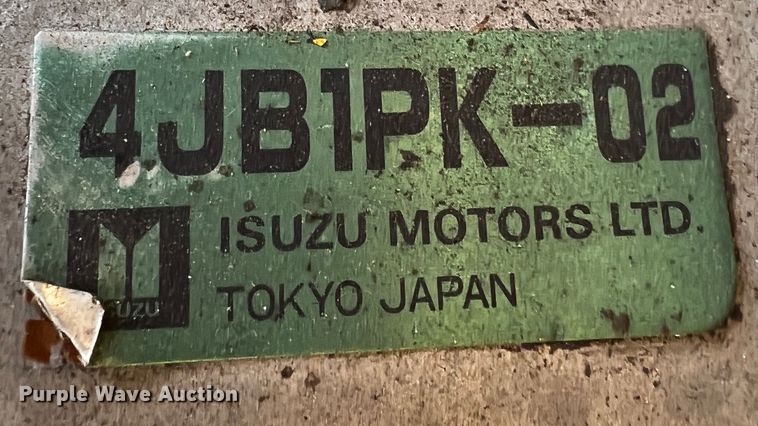 4JB1PK-02
ISUZU MOTORS LTD.
TOKYO JAPAN
ISUZU
Purple Wave Auction